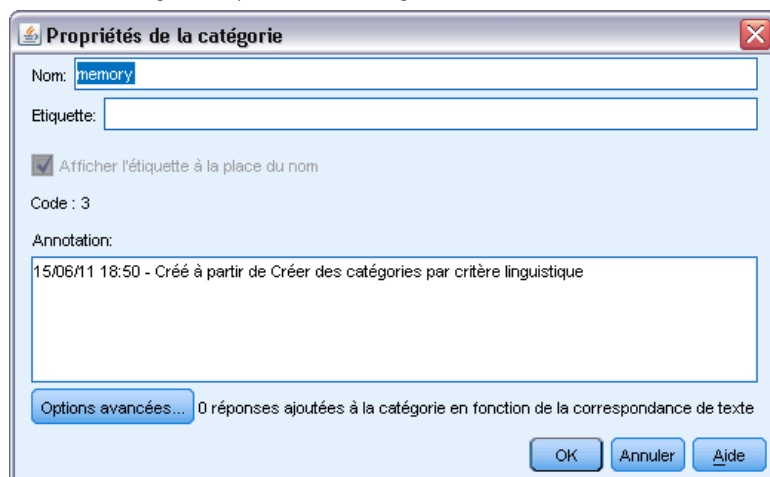 Propriétés de la catégorie
Nom: memory
Etiquette:
Afficher l'étiquette à la place du nom
Code : 3
Annotation:
15/06/11 18:50 - Créé à partir de Créer des catégories par critère linguistique
Options avancées... 0 réponses ajoutées à la catégorie en fonction de la correspondance de texte
OK Annuler Aide